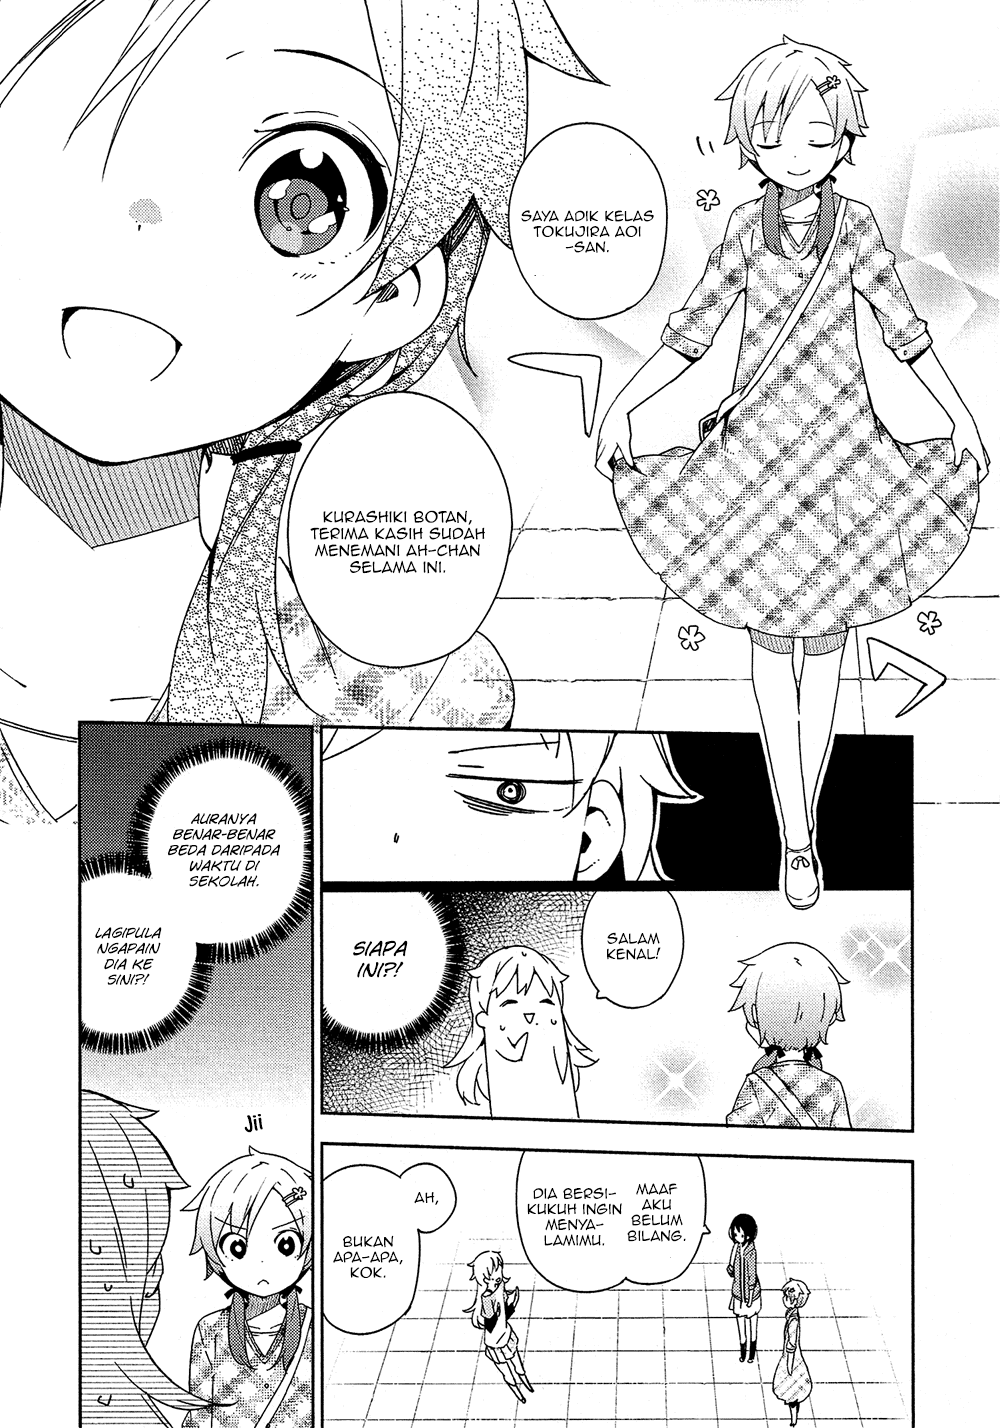 SAYA ADIK KELAS
TOKUJIRA AOI
-SAN.
KURASHIKI BOTAN,
TERIMA KASIH SUDAH
MENEMANI AH-CHAN
SELAMA INI.
SALAM
KENAL!
SIAPA
INI?!
AURANYA
BENAR-BENAR
BEDA DARIPADA
WAKTU DI
SEKOLAH.
LAGIPULA
NGAPAIN
DIA KE
SINI?!
Jii
MAAF
AKU
BELUM
BILANG.
DIA BERSI-
KUKUH INGIN
MENYA-
LAMIMU.
AH,
BUKAN
APA-APA,
KOK.